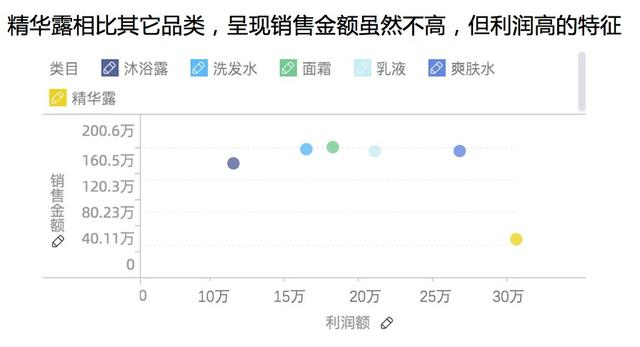 精华露相比其它品类，呈现销售金额虽然不高，但利润高的特征
类目 沐浴露 洗发水 面霜 乳液 爽肤水
精华露
200.6万
160.5万
120.3万
80.23万
40.11万
0
销售金额
0 10万 15万 20万 25万 30万
利润额